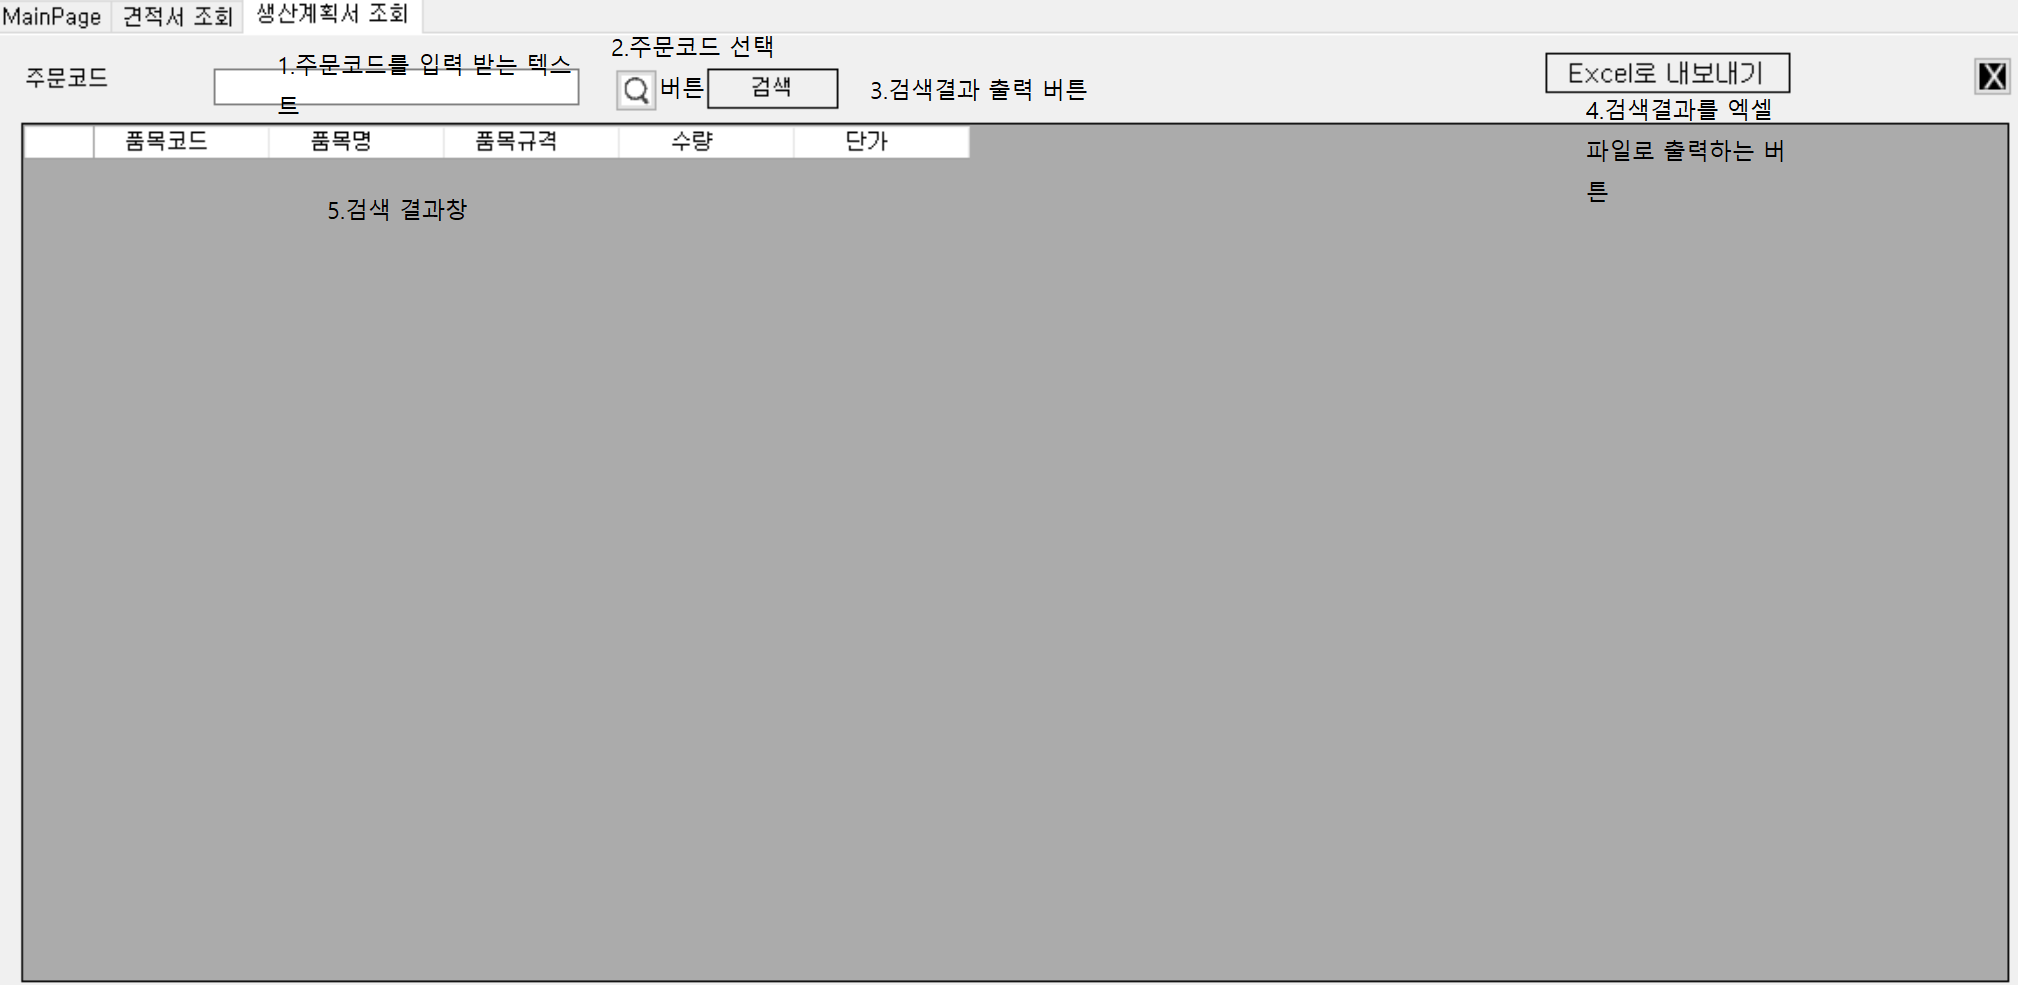 MainPage 견적서 조회 생산계획서 조회
주문코드
1.주문코드를 입력 받는 텍스
트
2.주문코드 선택
버튼
검색
3.검색결과 출력 버튼
Excel로 내보내기
X
4.검색결과를 엑셀
파일로 출력하는 버
튼
품목코드 품목명 품목규격 수량 단가
5.검색 결과창